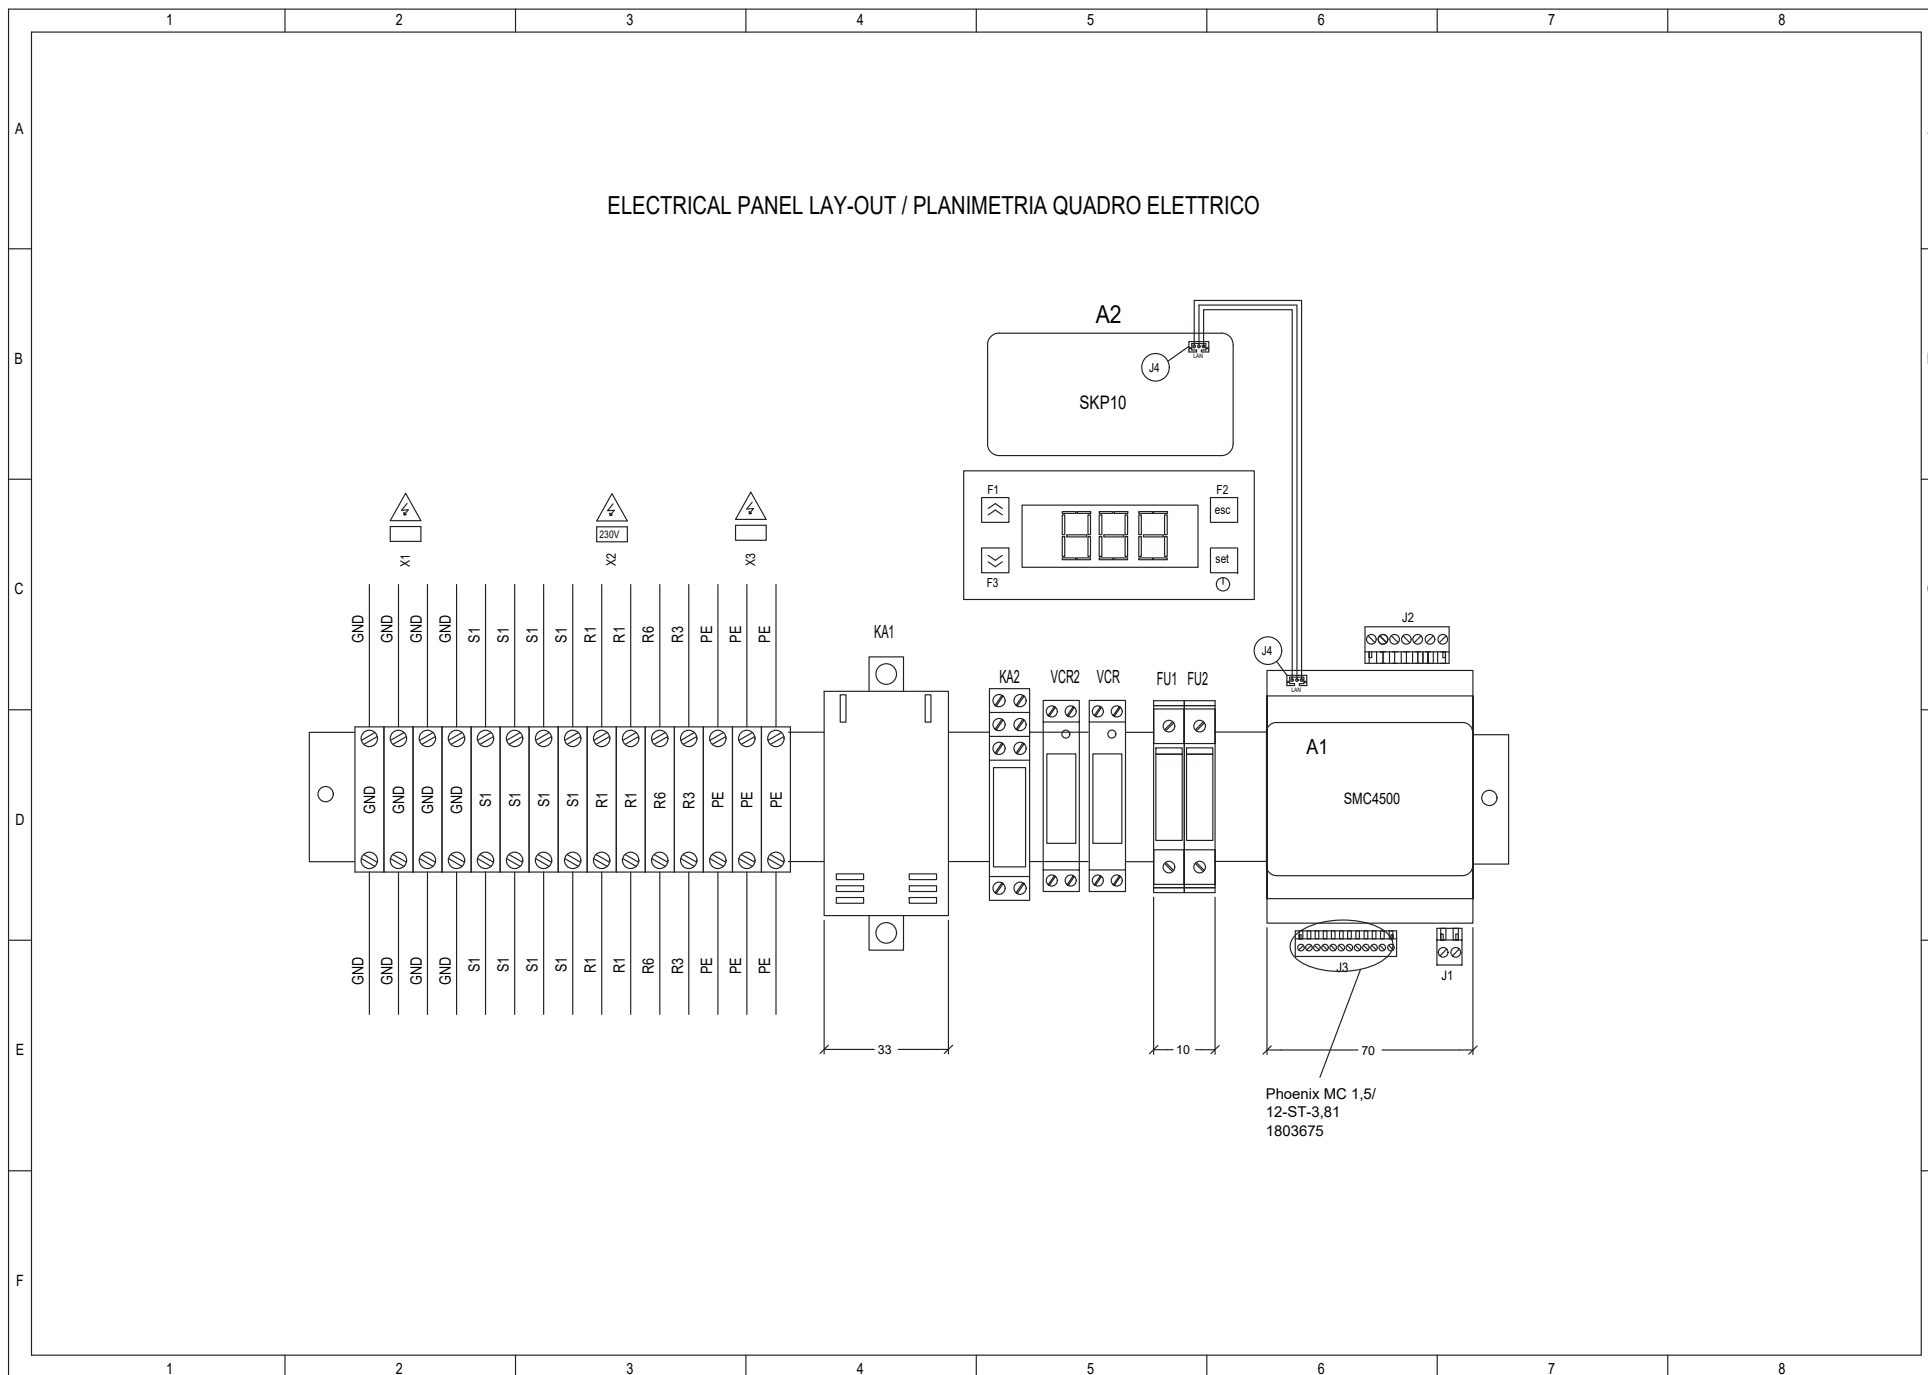 1 2 3 4 5 6 7 8
A
ELECTRICAL PANEL LAY-OUT / PLANIMETRIA QUADRO ELETTRICO
B
A2
LAN
J4
SKP10
C
F1
F2
esc
set
F3
230V
X1 X2 X3
GND GND GND GND S1 S1 S1 S1 R1 R1 R6 R3 PE PE PE
KA1
KA2 VCR2 VCR FU1 FU2
J4
LAN
J2
D
GND GND GND GND S1 S1 S1 S1 R1 R1 R6 R3 PE PE PE
A1
SMC4500
GND GND GND GND S1 S1 S1 S1 R1 R1 R6 R3 PE PE PE
J3
J1
E
33
10
70
Phoenix MC 1,5/
12-ST-3,81
1803675
F
1 2 3 4 5 6 7 8